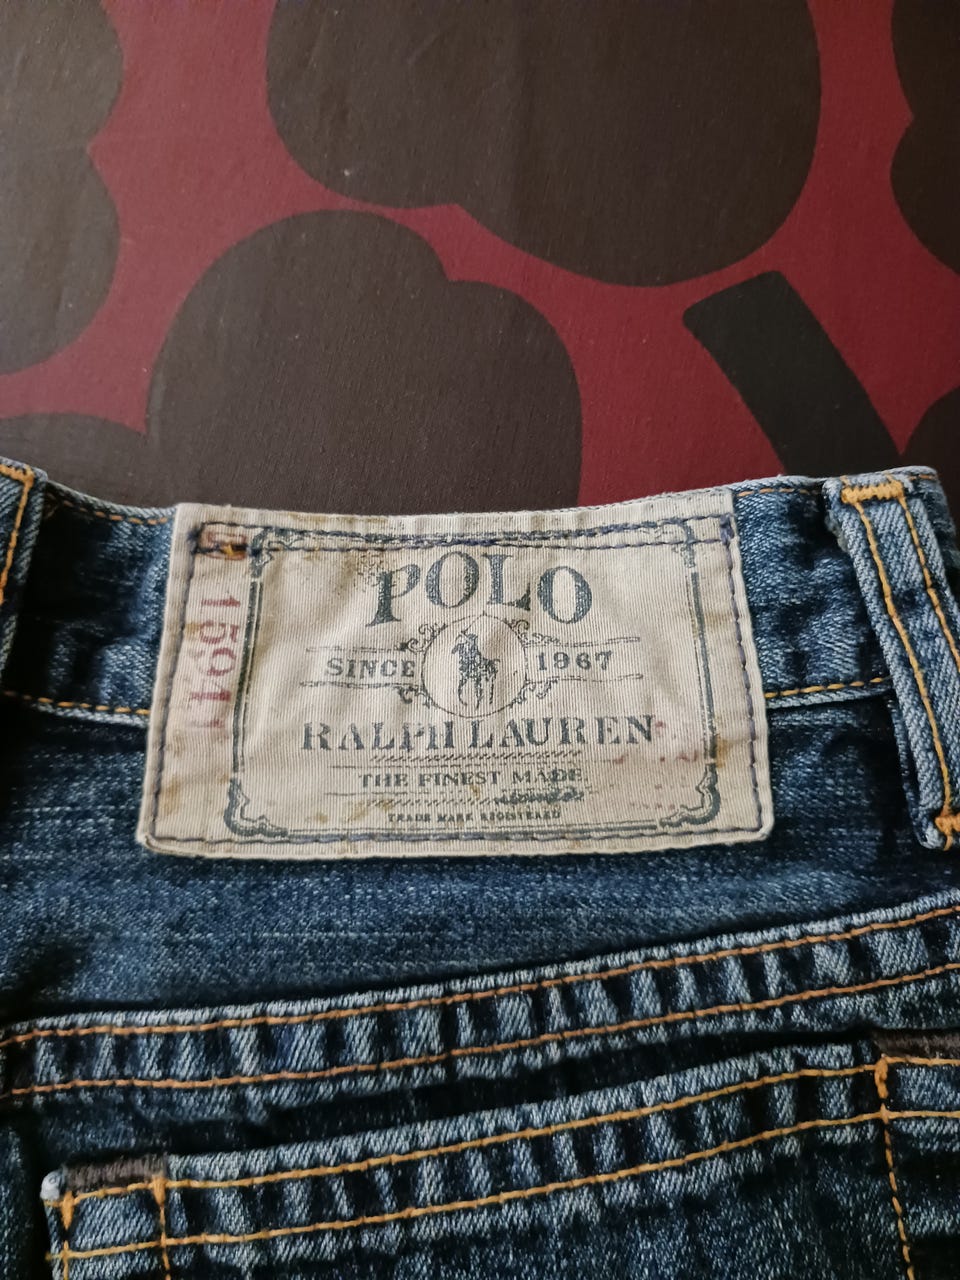 POLO
SINCE 1967
RALPH LAUREN
THE FINEST MADE
TRADE MARK REGISTERED